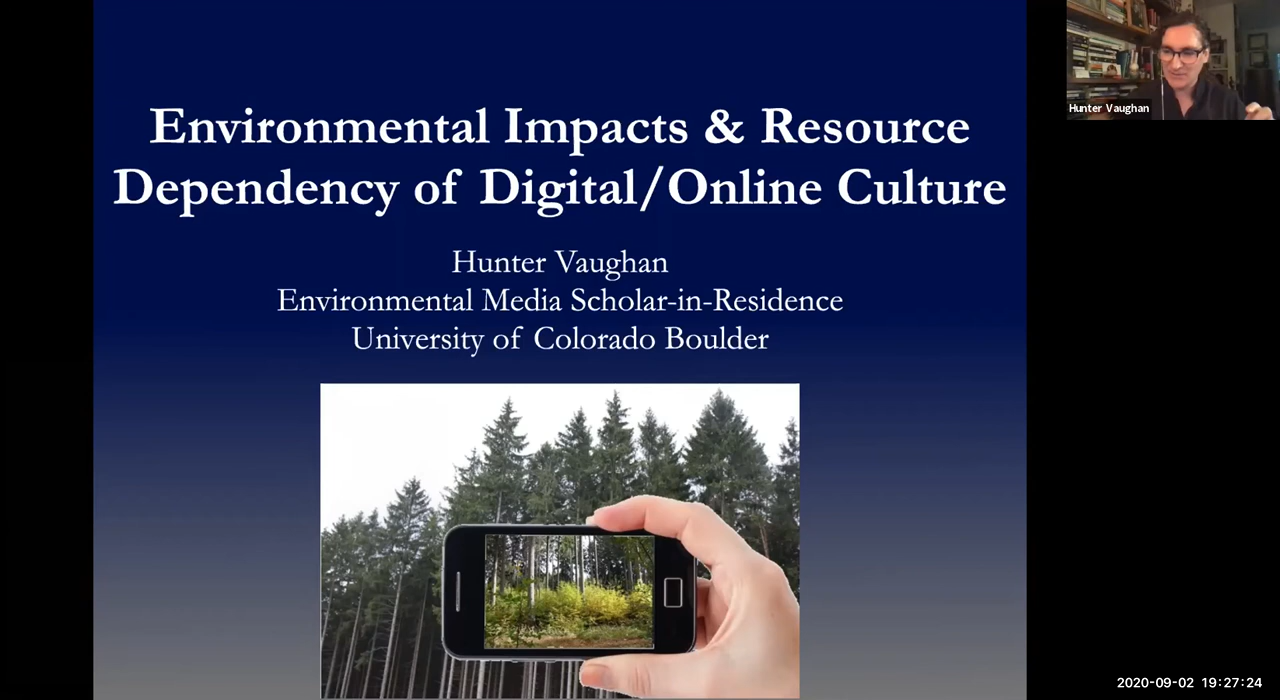 Environmental Impacts & Resource
Dependency of Digital/Online Culture
Hunter Vaughan
Environmental Media Scholar-in-Residence
University of Colorado Boulder
Hunter Vaughan
2020-09-02 19:27:24